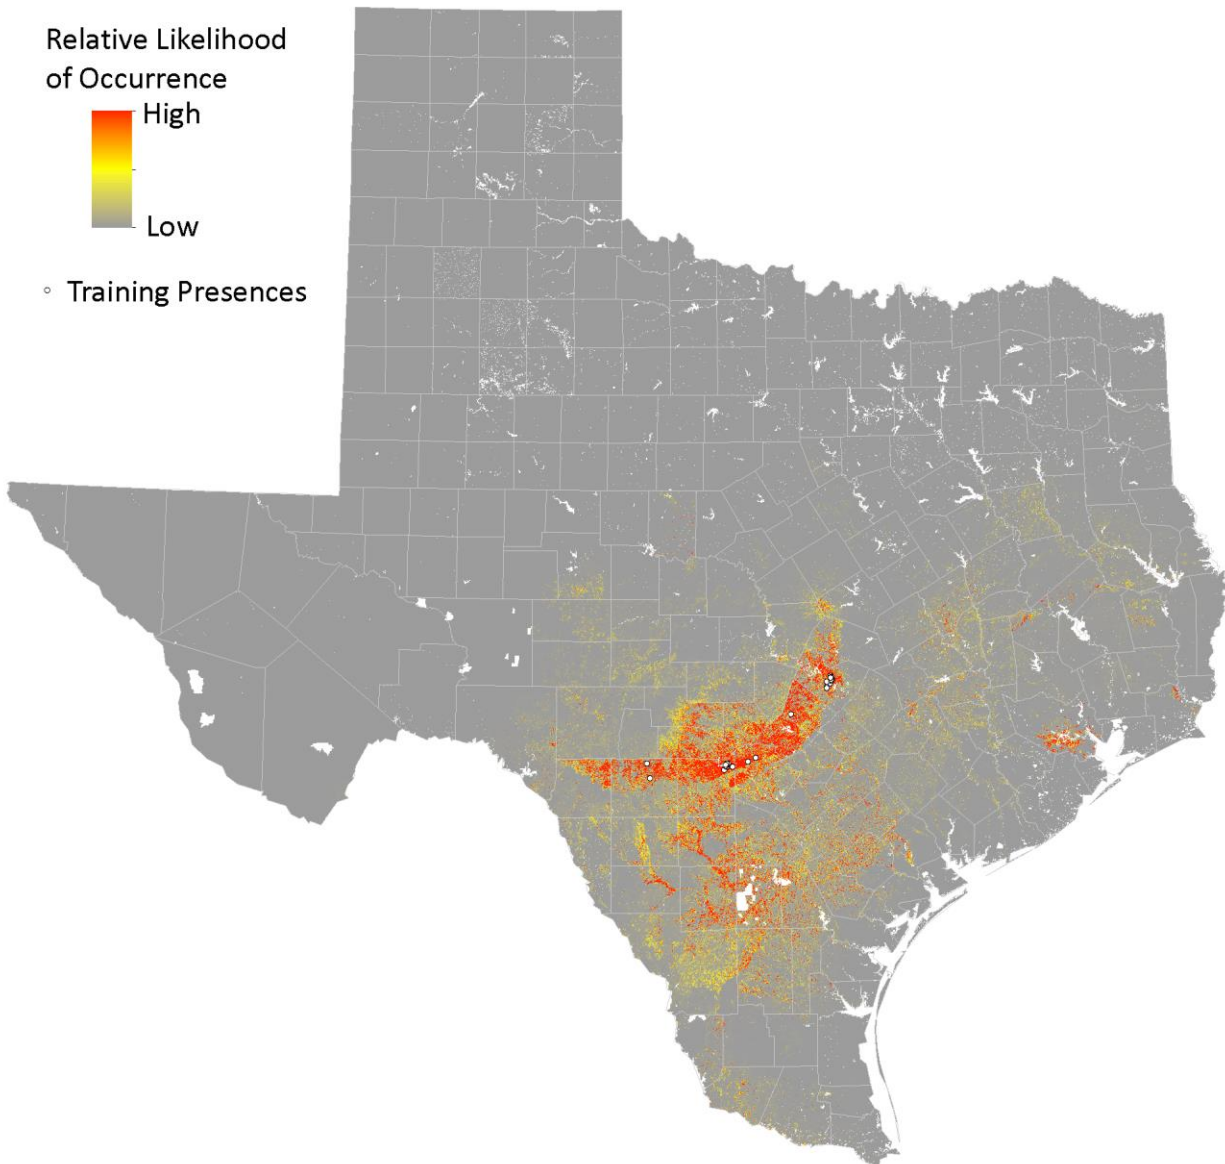 Relative Likelihood
of Occurrence
High
Low
Training Presences